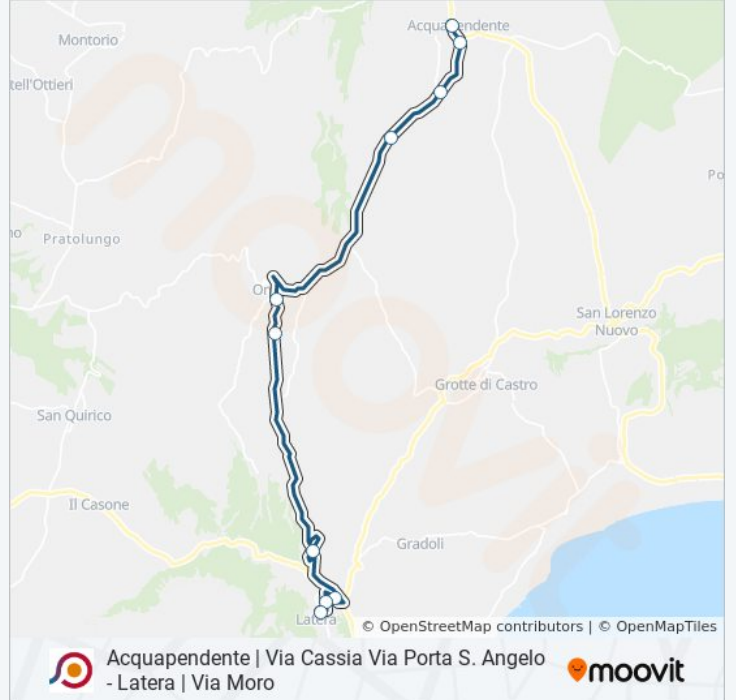 Acquapendente
Montorio
tell'Ottieri
Po
no
Pratolungo
On
San Lorenzo
Nuovo
Grotte di Castro
San Quirico
Il Casone
Gradoli
Latera
© OpenStreetMap contributors | © OpenMapTiles
Acquapendente | Via Cassia Via Porta S. Angelo
- Latera | Via Moro
moovit